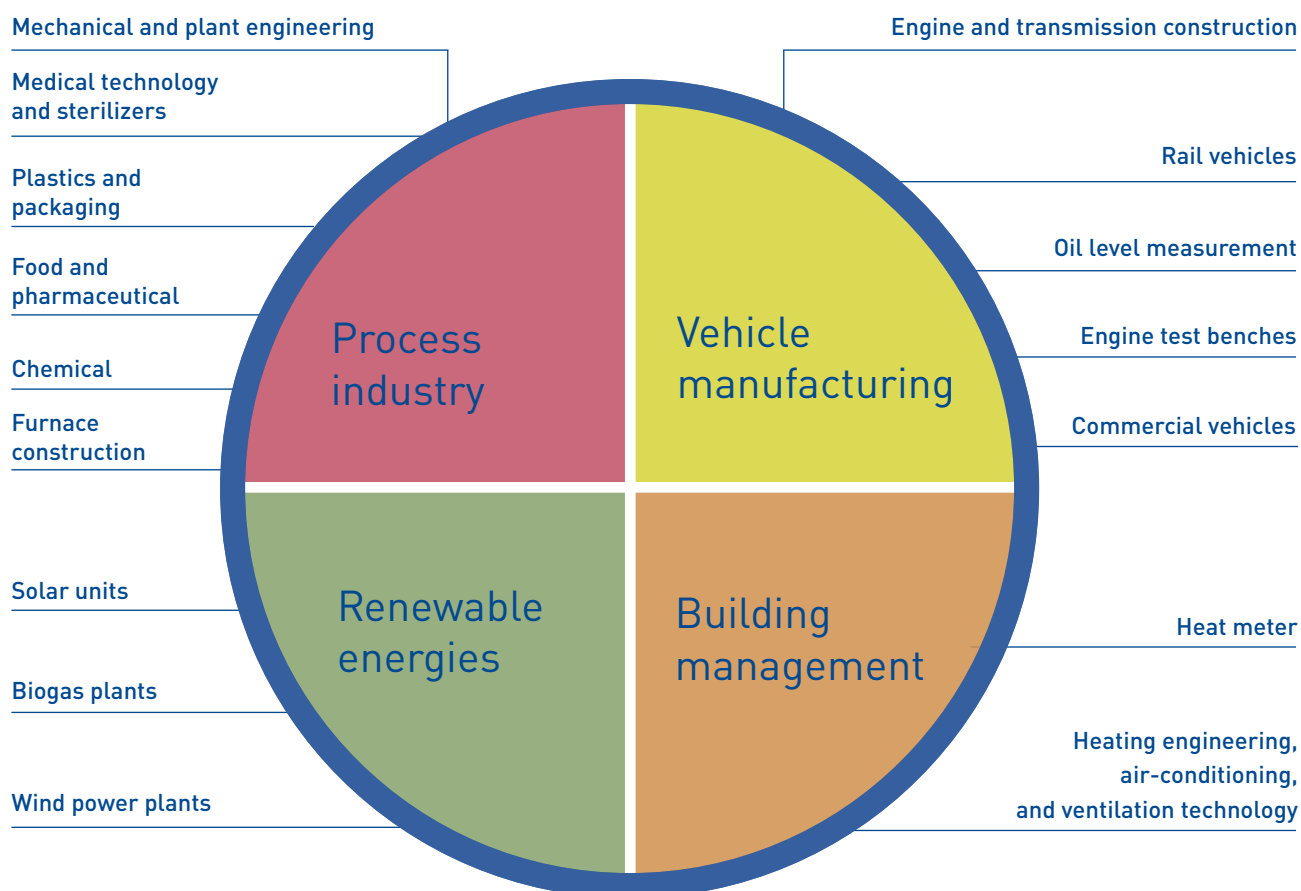 Mechanical and plant engineering
Medical technology
and sterilizers
Plastics and
packaging
Food and
pharmaceutical
Chemical
Furnace
construction
Solar units
Biogas plants
Wind power plants
Process
industry
Vehicle
manufacturing
Renewable
energies
Building
management
Engine and transmission construction
Rail vehicles
Oil level measurement
Engine test benches
Commercial vehicles
Heat meter
Heating engineering,
air-conditioning,
and ventilation technology